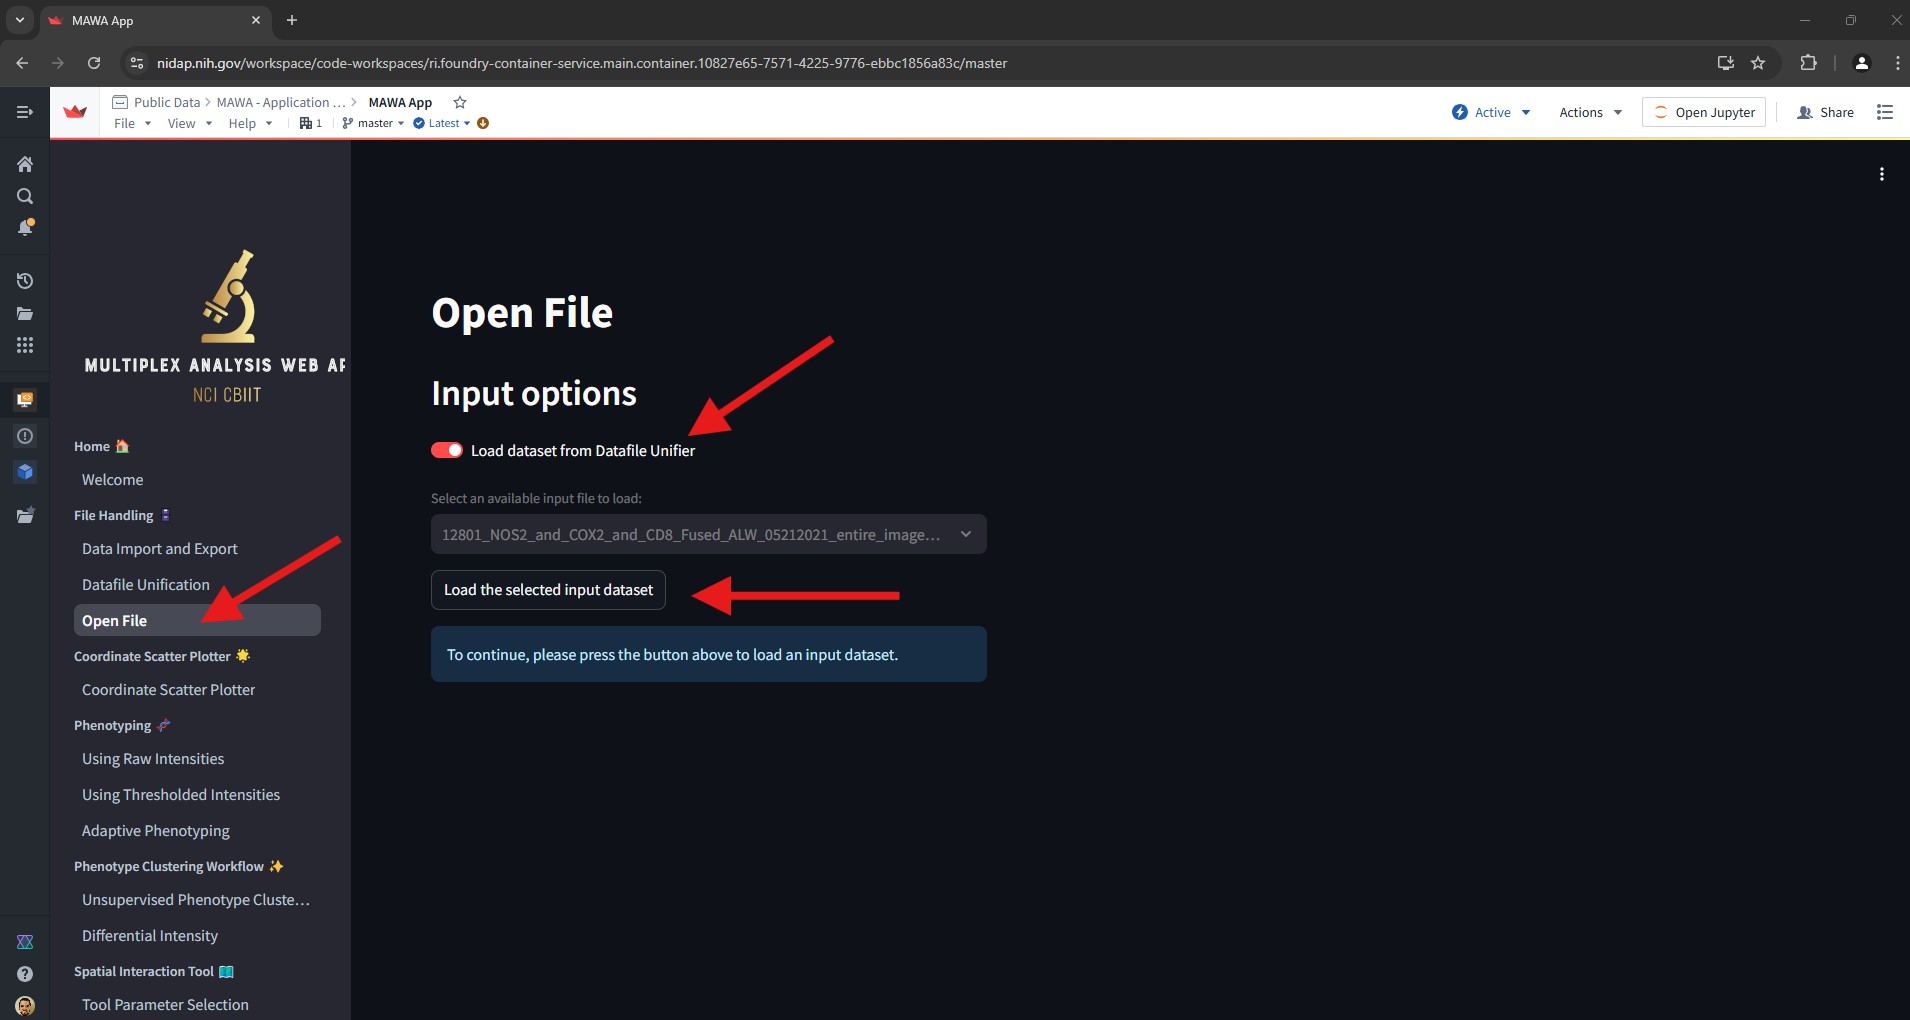 MAWA App
nidap.nih.gov/workspace/code-workspaces/ri.foundry-container-service.main.container.10827e65-7571-4225-9776-ebbc1856a83c/master
Public Data > MAWA - Application ... > MAWA App
File View Help 1 master Latest
Active Actions Open Jupyter Share
MULTIPLEX ANALYSIS WEB AP
NCI CBIIT
Home
Welcome
File Handling
Data Import and Export
Datafile Unification
Open File
Coordinate Scatter Plotter
Coordinate Scatter Plotter
Phenotyping
Using Raw Intensities
Using Thresholded Intensities
Adaptive Phenotyping
Phenotype Clustering Workflow
Unsupervised Phenotype Cluste...
Differential Intensity
Spatial Interaction Tool
Tool Parameter Selection
Open File
Input options
Load dataset from Datafile Unifier
Select an available input file to load:
12801_NOS2_and_COX2_and_CD8_Fused_ALW_05212021_entire_image...
Load the selected input dataset
To continue, please press the button above to load an input dataset.